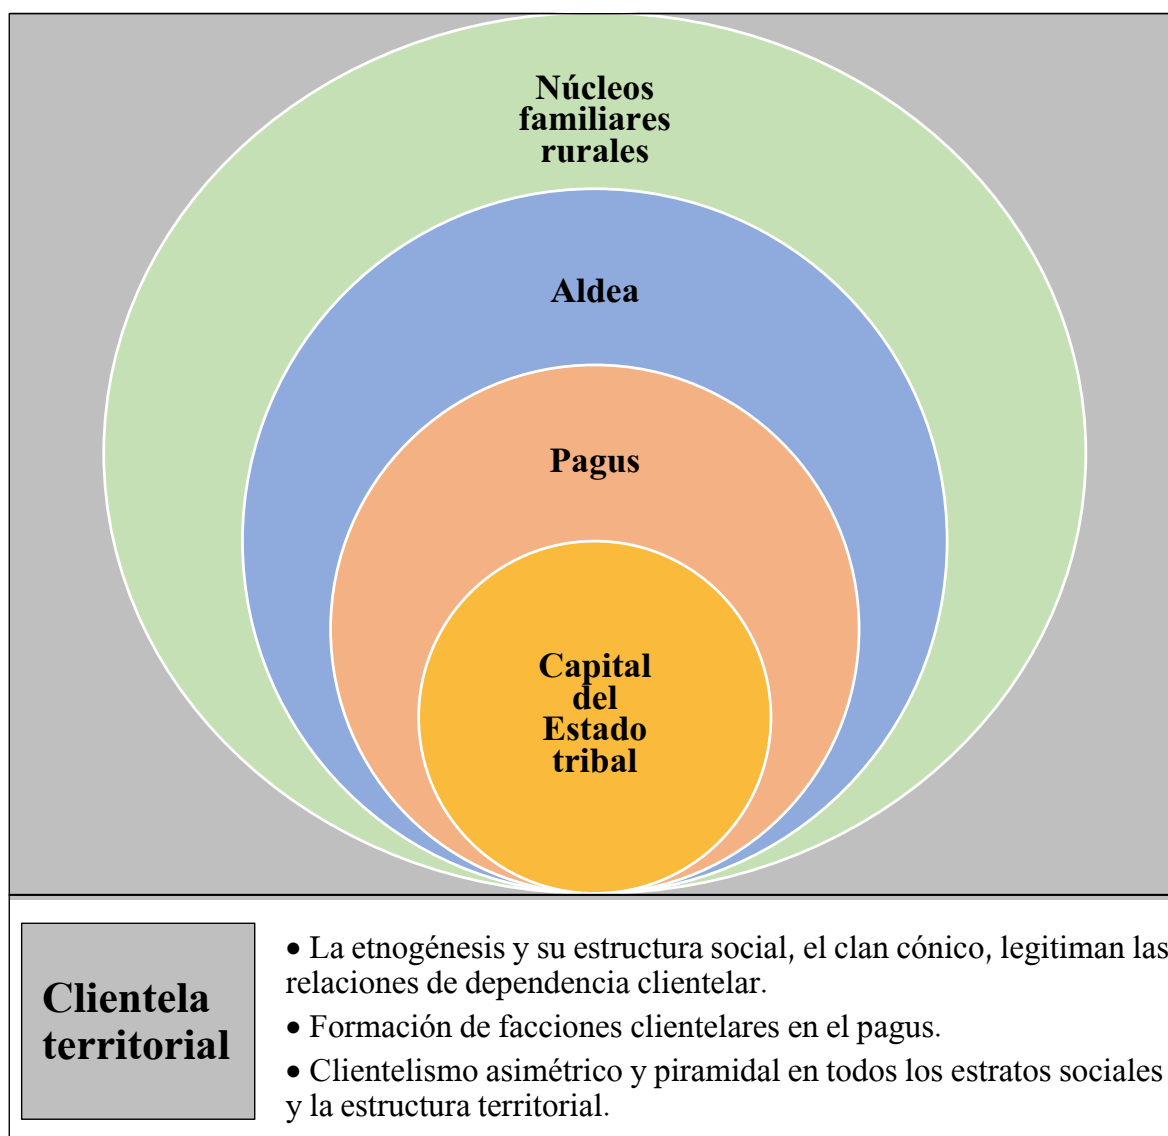 Núcleos
familiares
rurales
Aldea
Pagus
Capital
del
Estado
tribal
Clientela
territorial
• La etnogénesis y su estructura social, el clan cónico, legitiman las
relaciones de dependencia clientelar.
• Formación de facciones clientelares en el pagus.
• Clientelismo asimétrico y piramidal en todos los estratos sociales
y la estructura territorial.